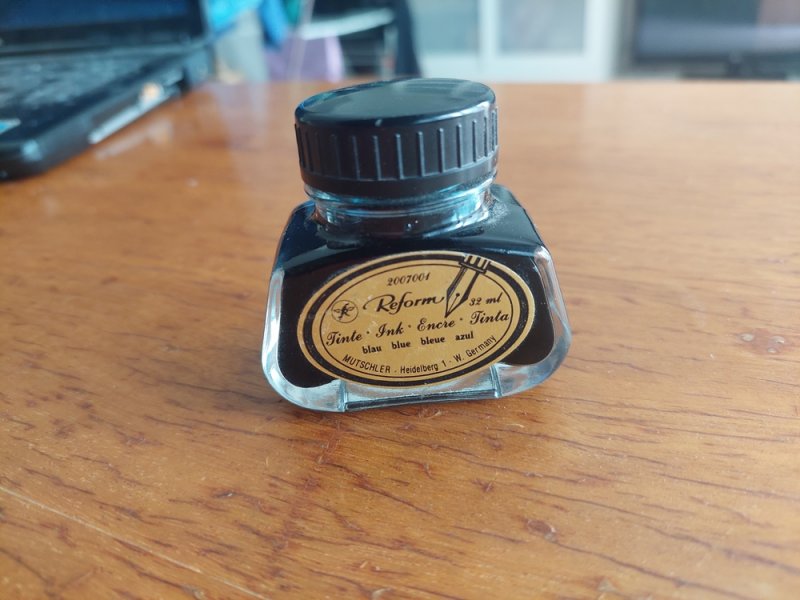 2007001
Reform 32 ml
Tinte · Ink · Encre · Tinta
blau blue bleue azul
MUTSCHLER · Heidelberg 1 · W. Germany